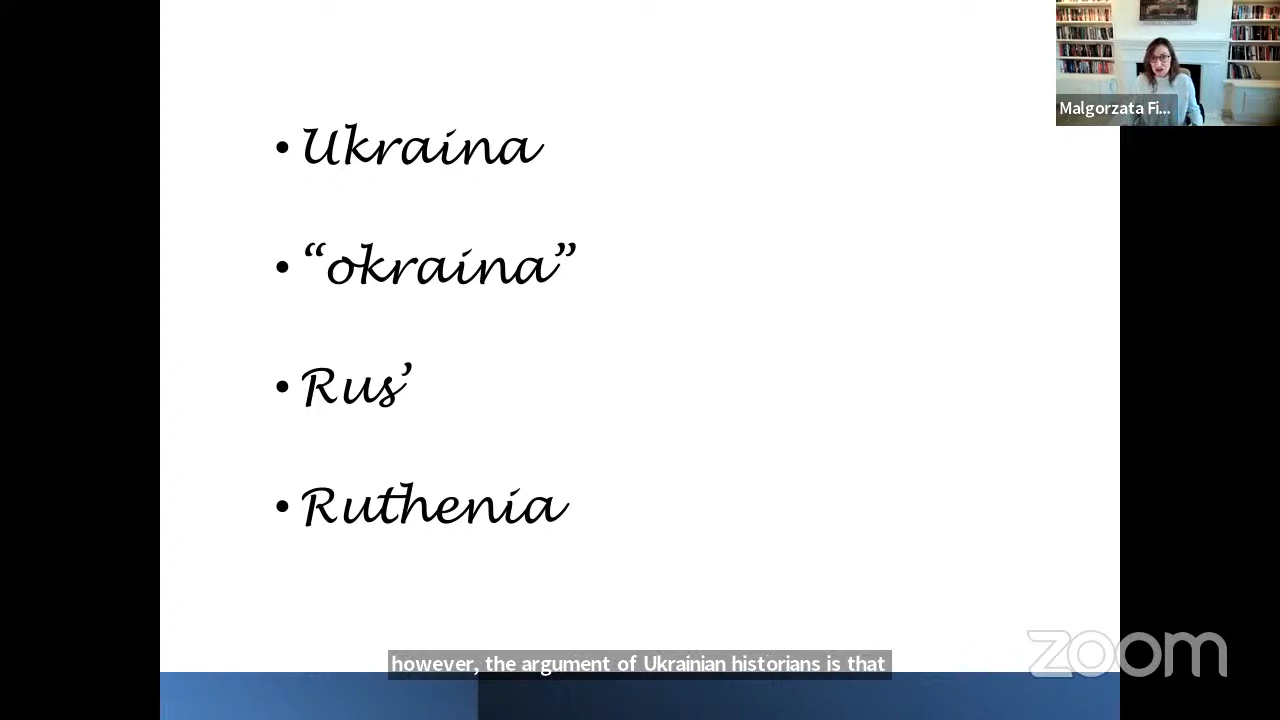 Malgorzata Fi...
• Ukraina
• “okraina”
• Rus’
• Ruthenia
zoom
however, the argument of Ukrainian historians is that